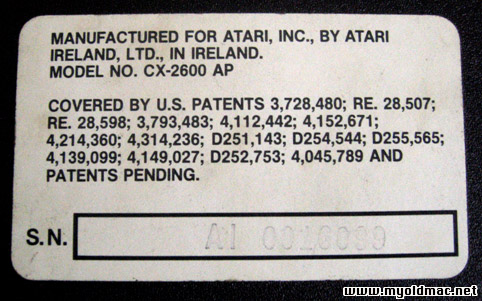 MANUFACTURED FOR ATARI, INC., BY ATARI
IRELAND, LTD., IN IRELAND.
MODEL NO. CX-2600 AP
COVERED BY U.S. PATENTS 3,728,480; RE. 28,507;
RE. 28,598; 3,793,483; 4,112,442; 4,152,671;
4,214,360; 4,314,236; D251,143; D254,544; D255,565;
4,139,099; 4,149,027; D252,753; 4,045,789 AND
PATENTS PENDING.
S.N.
www.myoldmac.net